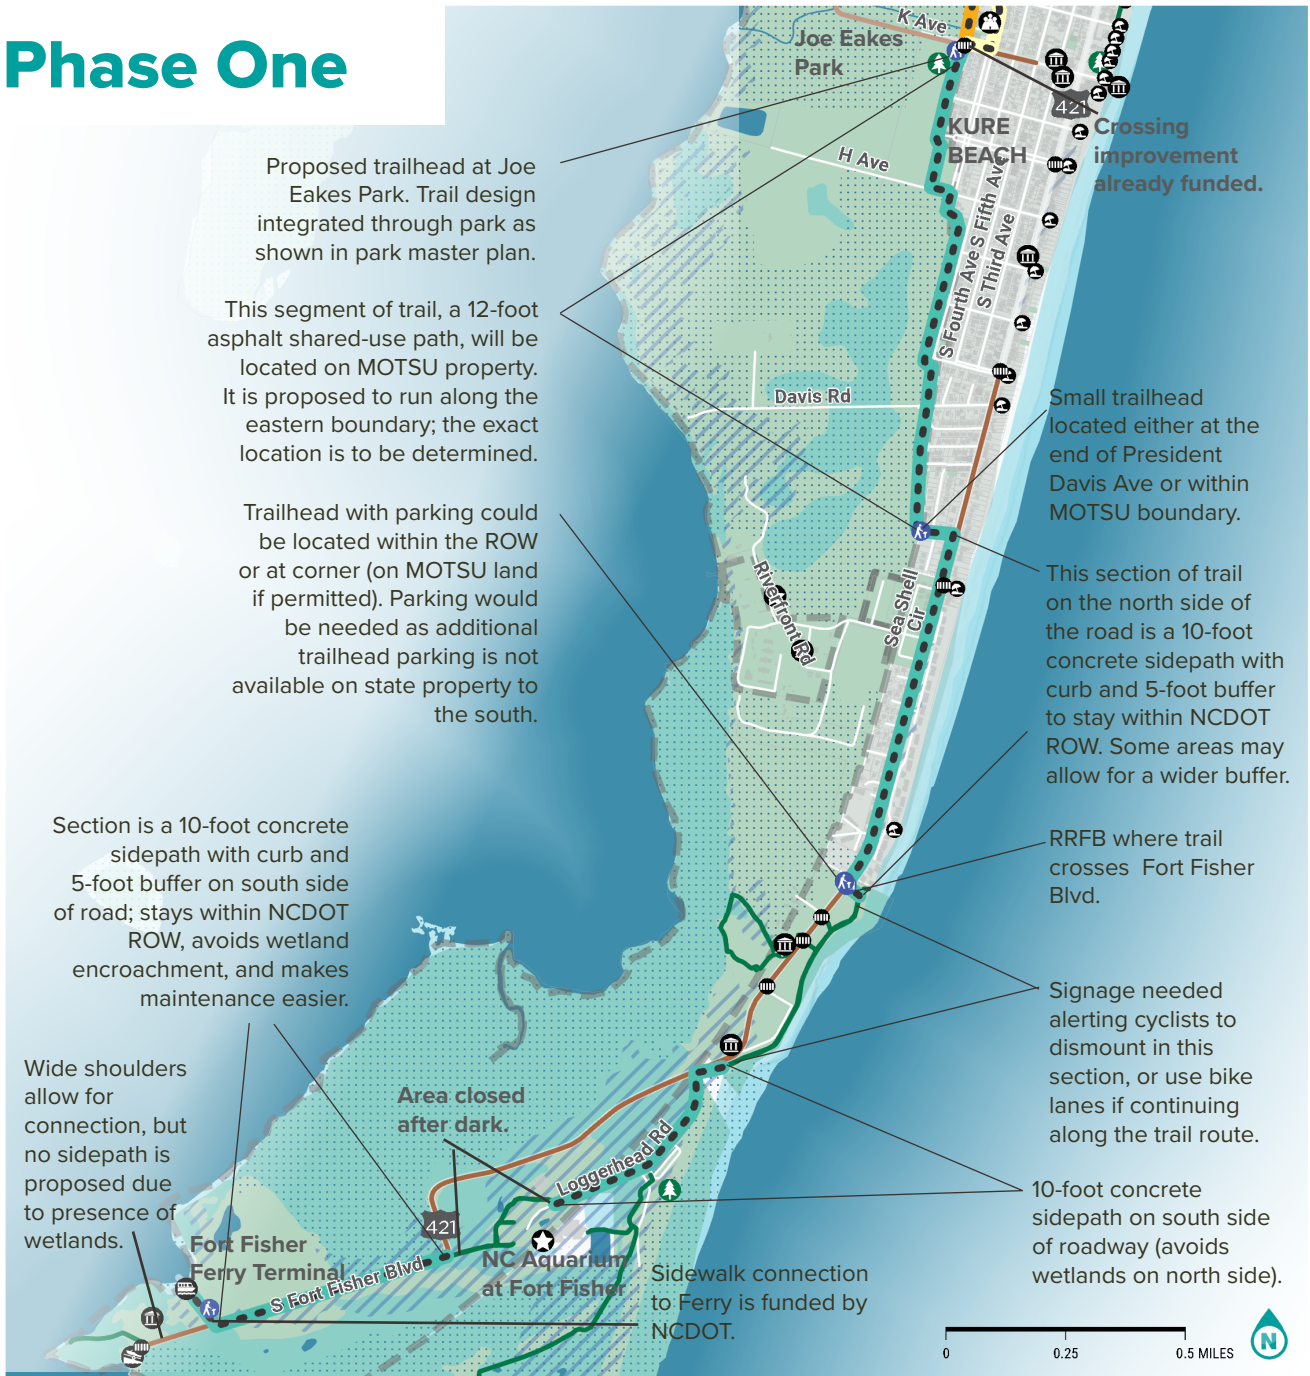 Phase One
K Ave
Joe Eakes
Park
421
KURE
BEACH
Crossing
improvement
already funded.
H Ave
S Fifth Ave
S Fourth Ave
S Third Ave
Proposed trailhead at Joe
Eakes Park. Trail design
integrated through park as
shown in park master plan.
This segment of trail, a 12-foot
asphalt shared-use path, will be
located on MOTSU property.
It is proposed to run along the
eastern boundary; the exact
location is to be determined.
Davis Rd
Small trailhead
located either at the
end of President
Davis Ave or within
MOTSU boundary.
Trailhead with parking could
be located within the ROW
or at corner (on MOTSU land
if permitted). Parking would
be needed as additional
trailhead parking is not
available on state property to
the south.
Riverfront Rd
Sea Shell
Cir
This section of trail
on the north side of
the road is a 10-foot
concrete sidepath with
curb and 5-foot buffer
to stay within NCDOT
ROW. Some areas may
allow for a wider buffer.
Section is a 10-foot concrete
sidepath with curb and
5-foot buffer on south side
of road; stays within NCDOT
ROW, avoids wetland
encroachment, and makes
maintenance easier.
RRFB where trail
crosses Fort Fisher
Blvd.
Signage needed
alerting cyclists to
dismount in this
section, or use bike
lanes if continuing
along the trail route.
Wide shoulders
allow for
connection, but
no sidepath is
proposed due
to presence of
wetlands.
Area closed
after dark.
Loggerhead Rd
421
10-foot concrete
sidepath on south side
of roadway (avoids
wetlands on north side).
Fort Fisher
Ferry Terminal
S Fort Fisher Blvd
NC Aquarium
at Fort Fisher
Sidewalk connection
to Ferry is funded by
NCDOT.
0 0.25 0.5 MILES
N